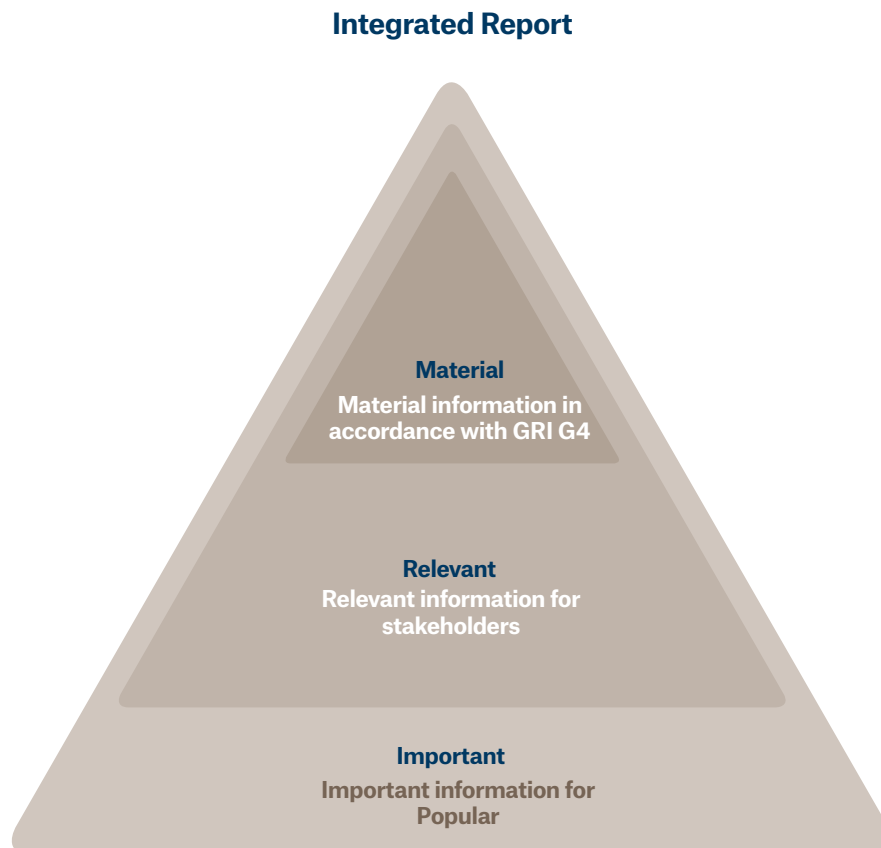 Integrated Report
Material
Material information in
accordance with GRI G4
Relevant
Relevant information for
stakeholders
Important
Important information for
Popular